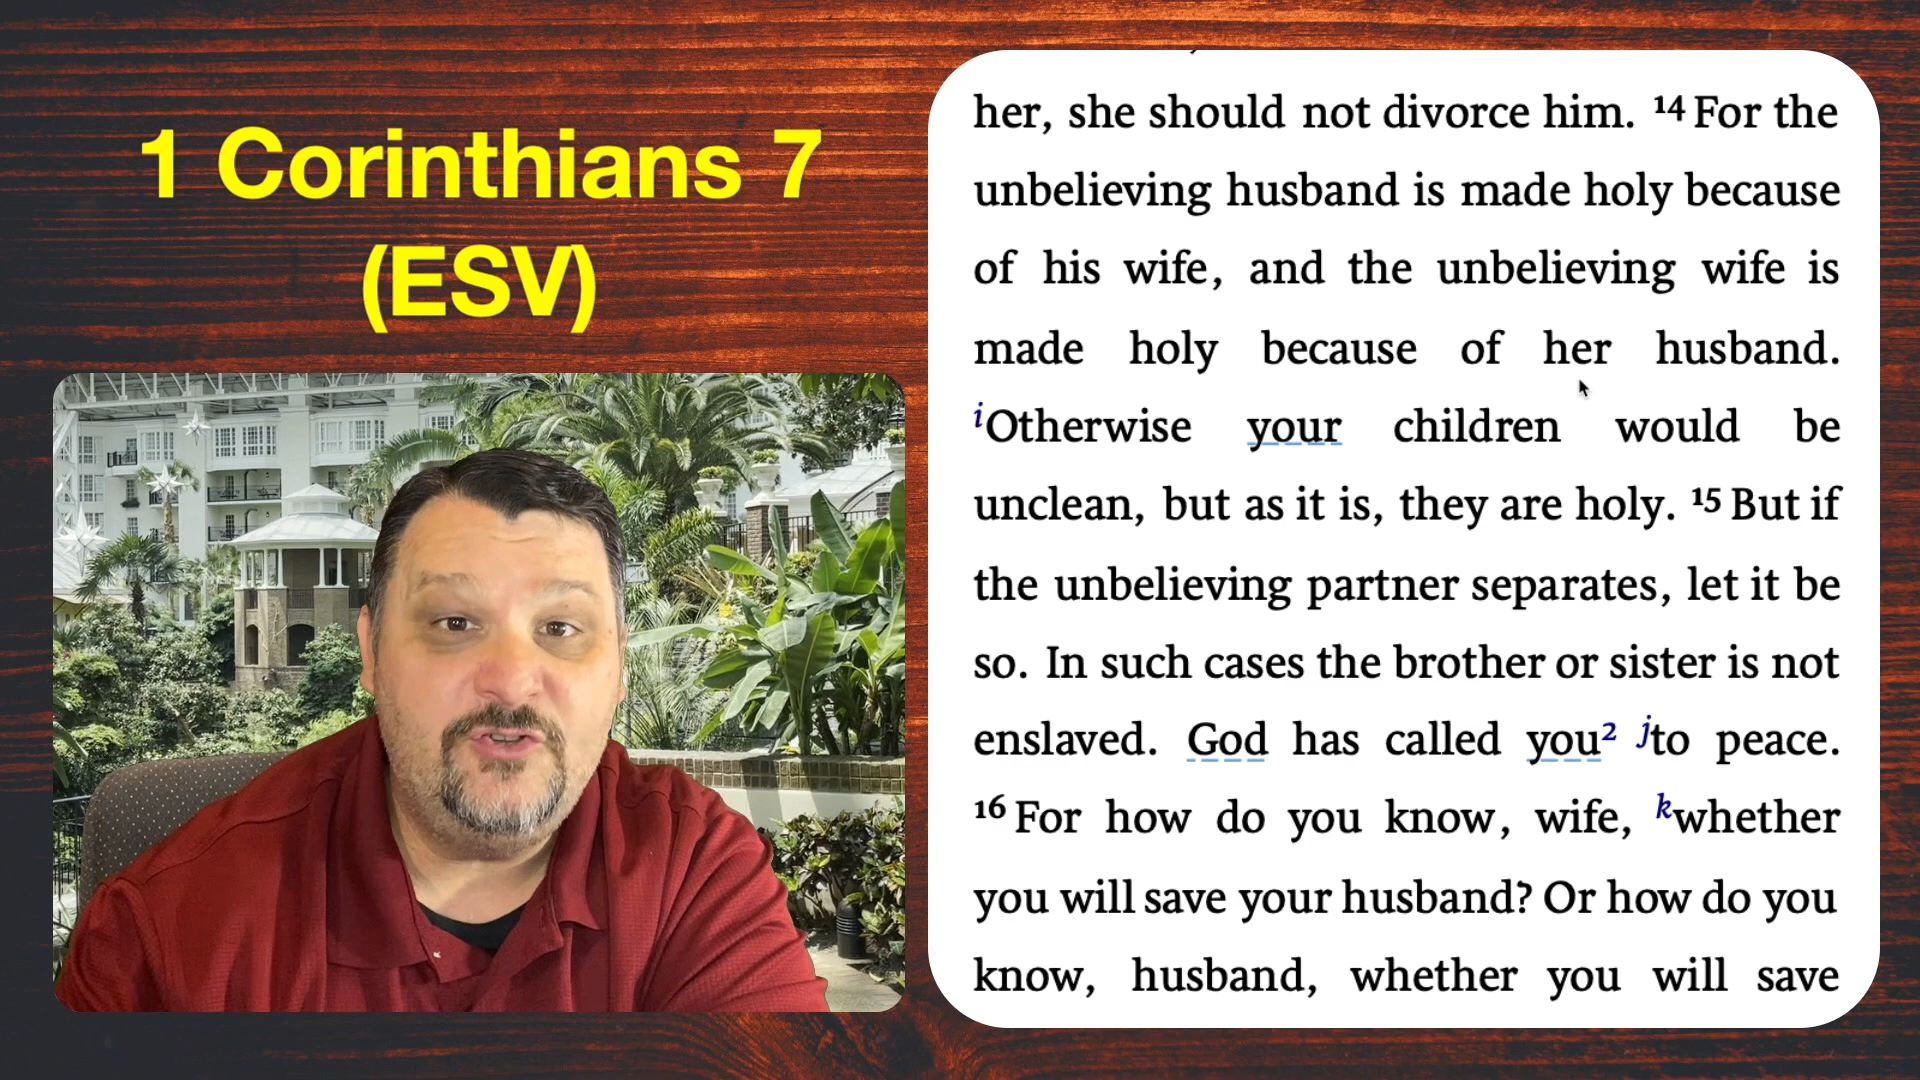 1 Corinthians 7
(ESV)
her, she should not divorce him. 14 For the
unbelieving husband is made holy because
of his wife, and the unbelieving wife is
made holy because of her husband.
iOtherwise your children would be
unclean, but as it is, they are holy. 15 But if
the unbelieving partner separates, let it be
so. In such cases the brother or sister is not
enslaved. God has called you2 jto peace.
16 For how do you know, wife, kwhether
you will save your husband? Or how do you
know, husband, whether you will save